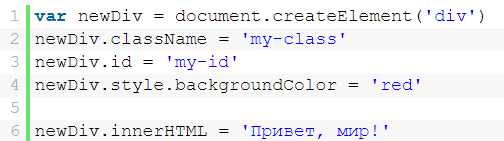 1 var newDiv = document.createElement('div')
2 newDiv.className = 'my-class'
3 newDiv.id = 'my-id'
4 newDiv.style.backgroundColor = 'red'
5
6 newDiv.innerHTML = 'Привет, мир!'